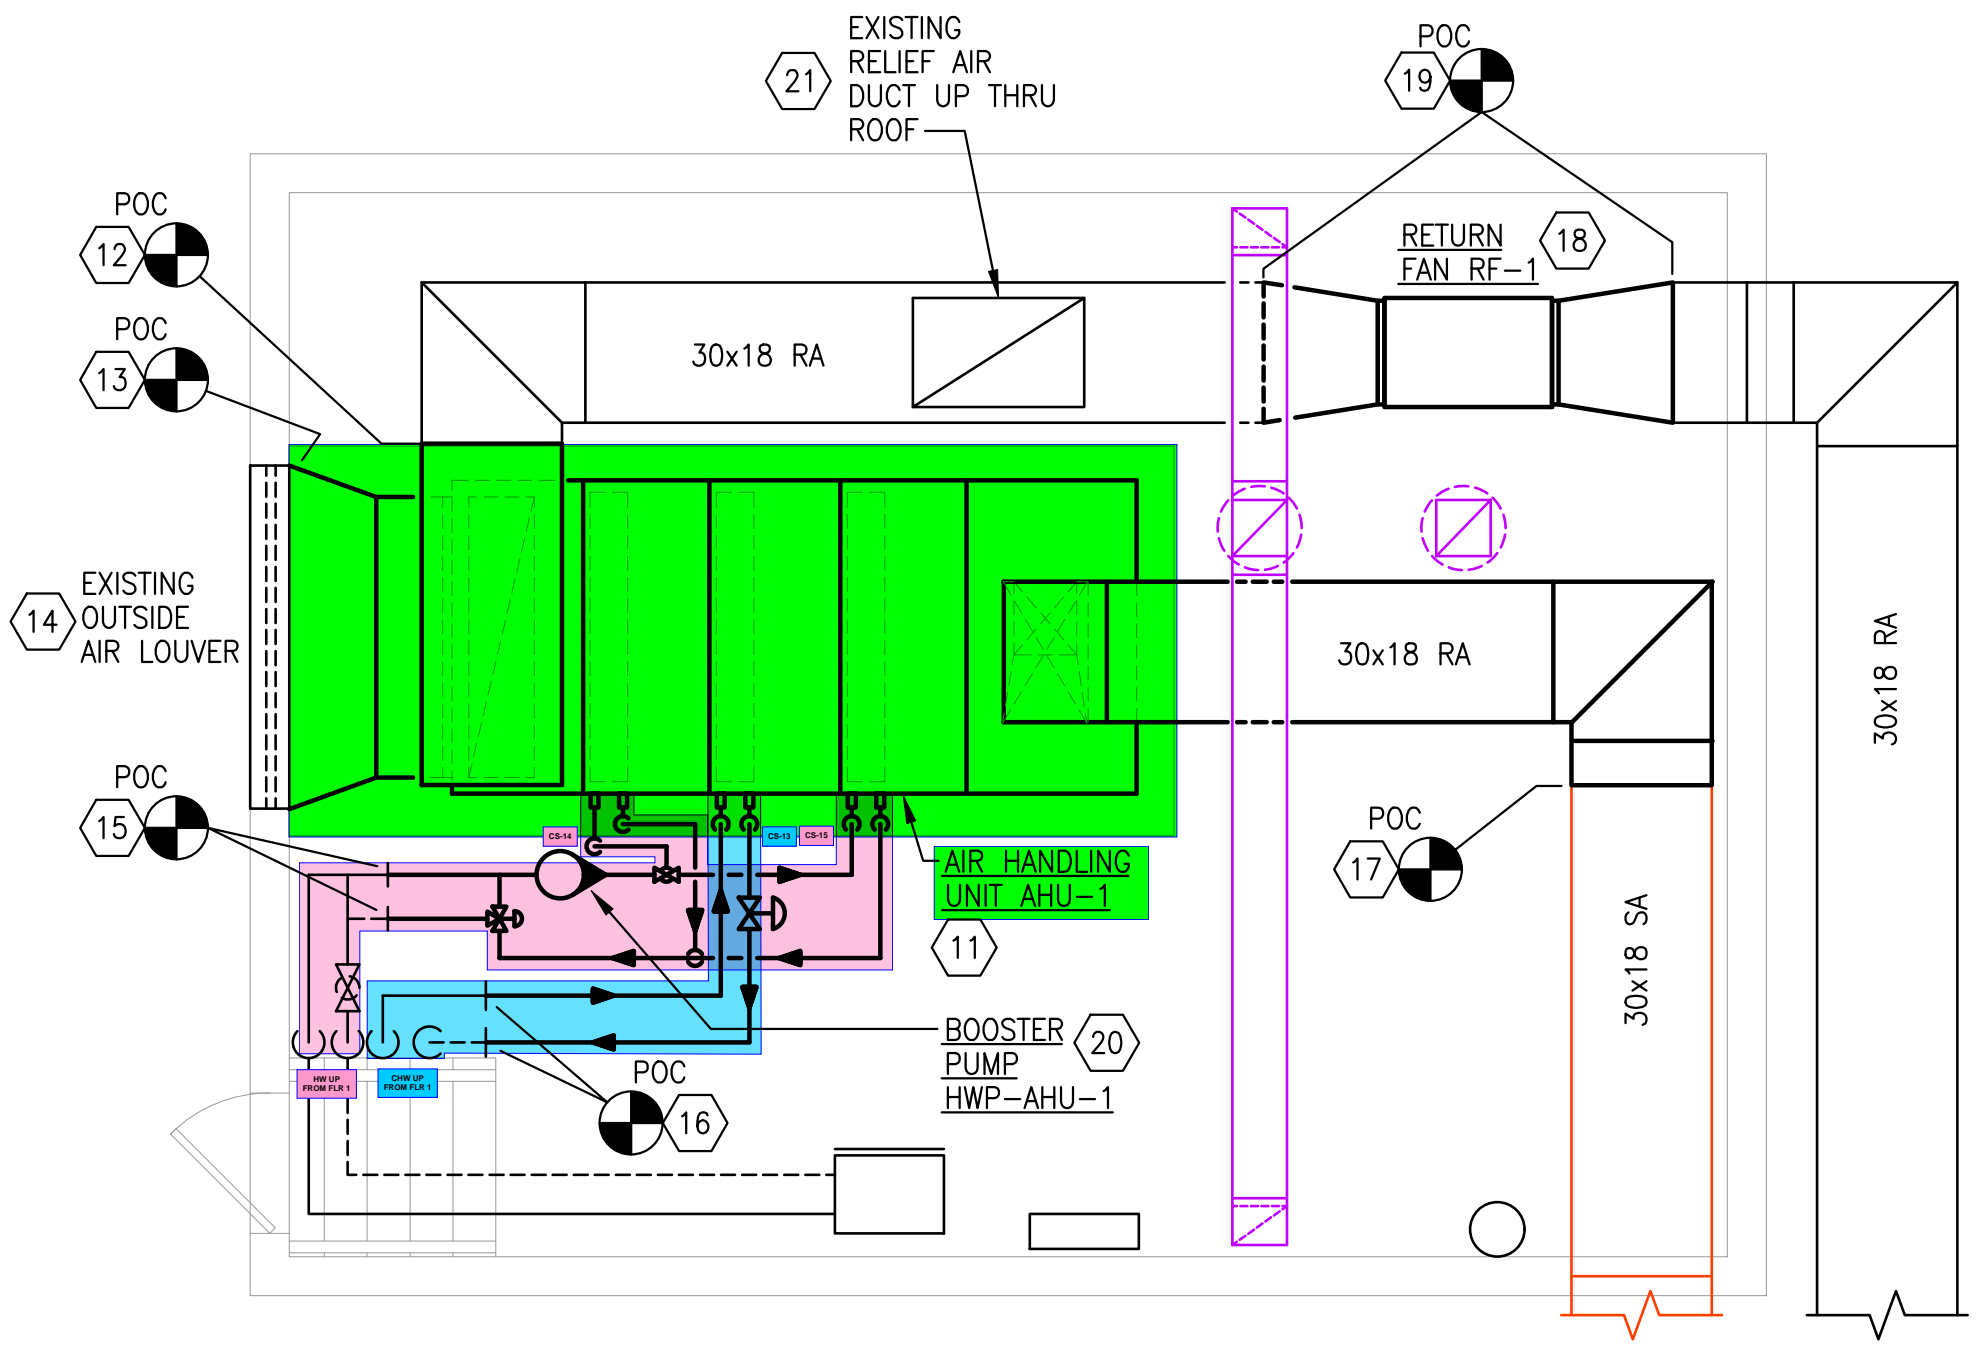 EXISTING
RELIEF AIR
DUCT UP THRU
ROOF
21
POC
19
POC
12
POC
13
RETURN
FAN RF-1
18
30x18 RA
EXISTING
OUTSIDE
AIR LOUVER
14
30x18 RA
30x18 RA
POC
15
CS-14
CS-13
CS-15
AIR HANDLING
UNIT AHU-1
11
POC
17
30x18 SA
BOOSTER
PUMP
HWP-AHU-1
20
POC
16
HW UP
FROM FLR 1
CHW UP
FROM FLR 1